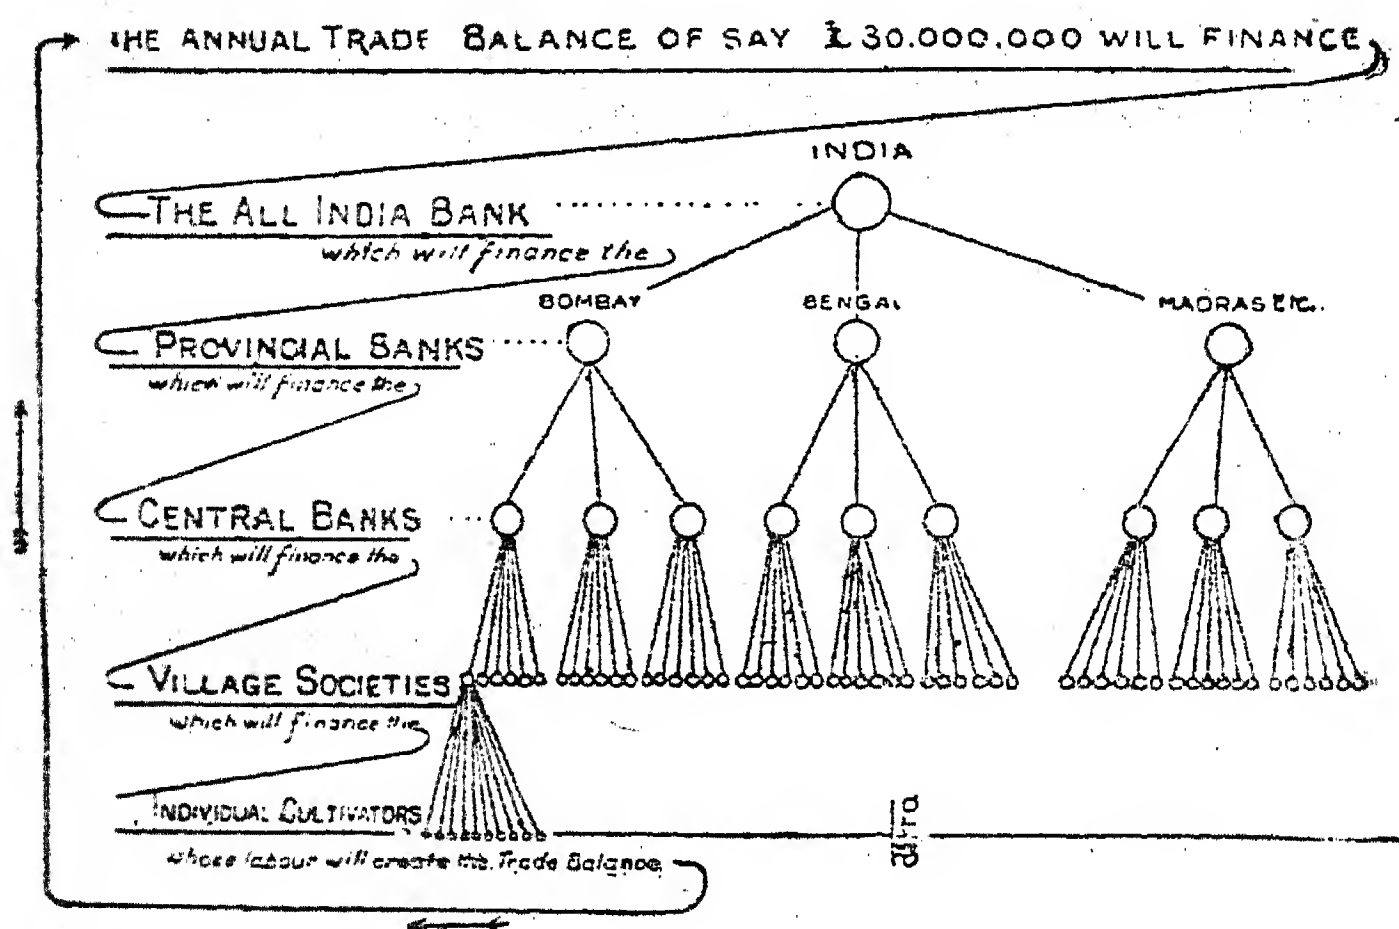 THE ANNUAL TRADE BALANCE OF SAY £30.000.000 WILL FINANCE
INDIA
THE ALL INDIA BANK
which will finance the
BOMBAY BENGAL MADRAS ETC.
PROVINCIAL BANKS
which will finance the
CENTRAL BANKS
which will finance the
VILLAGE SOCIETIES
which will finance the
INDIVIDUAL CULTIVATORS
whose labour will create the Trade Balance